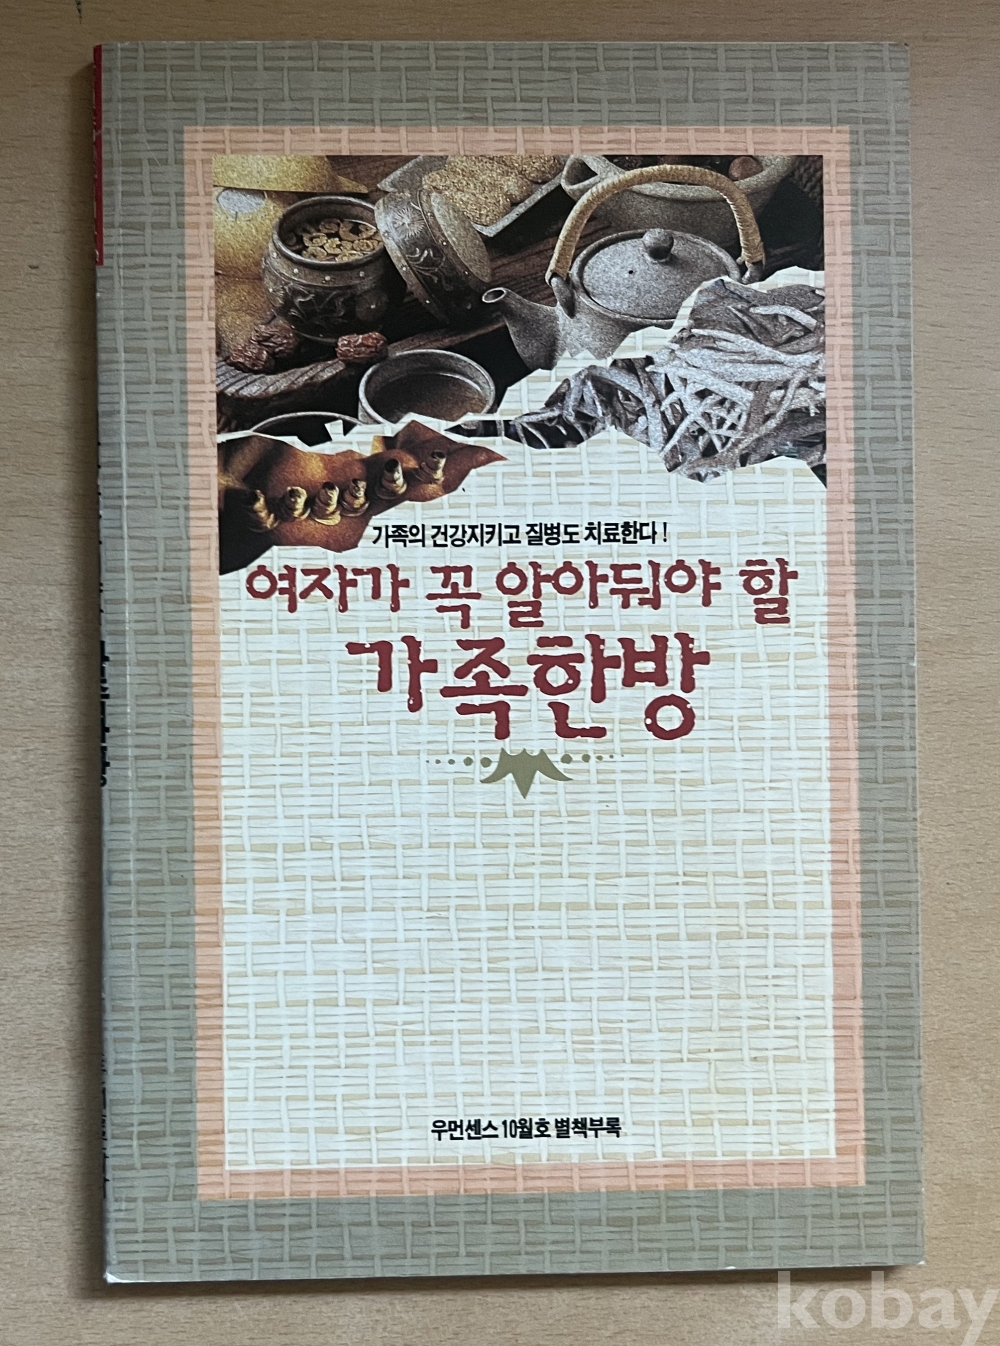 가족의 건강지키고 질병도 치료한다!
여자가 꼭 알아둬야 할
가족한방
우먼센스 10월호 별책부록
kobay